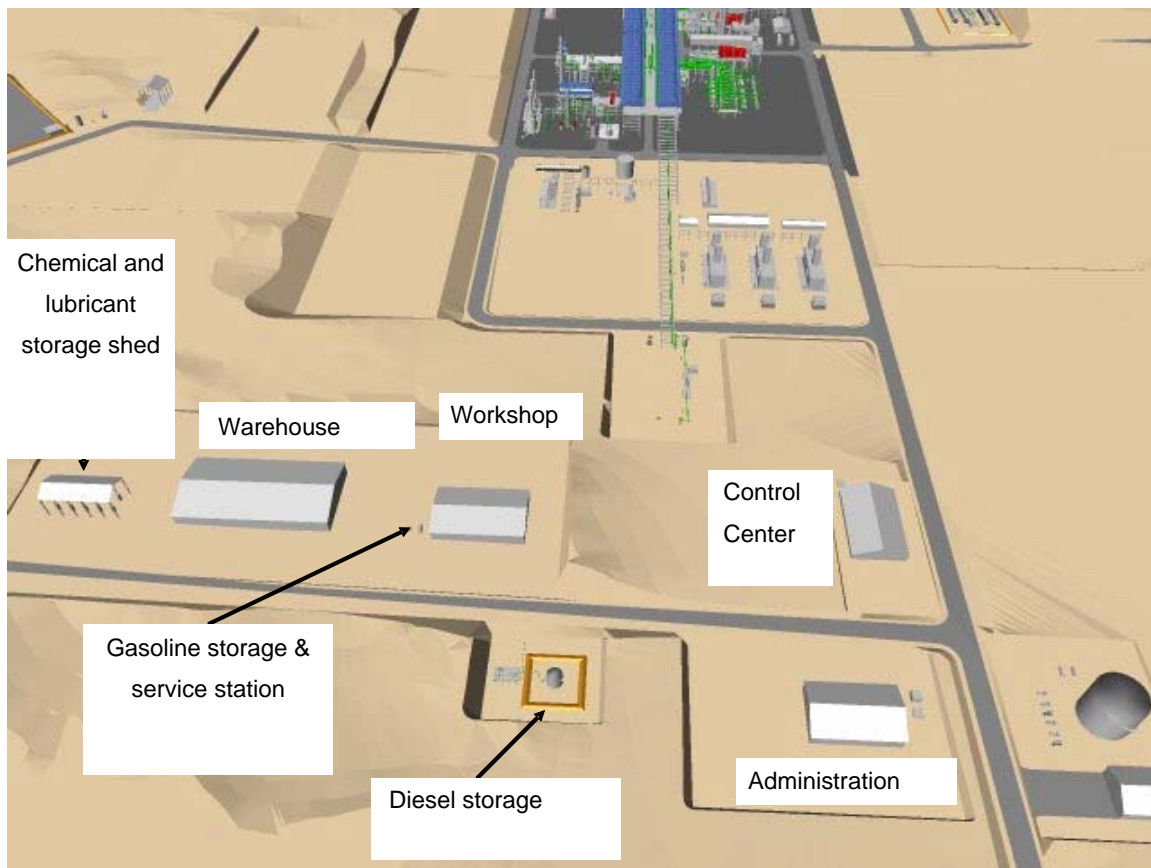 Chemical and
lubricant
storage shed
Warehouse
Workshop
Control
Center
Gasoline storage &
service station
Diesel storage
Administration